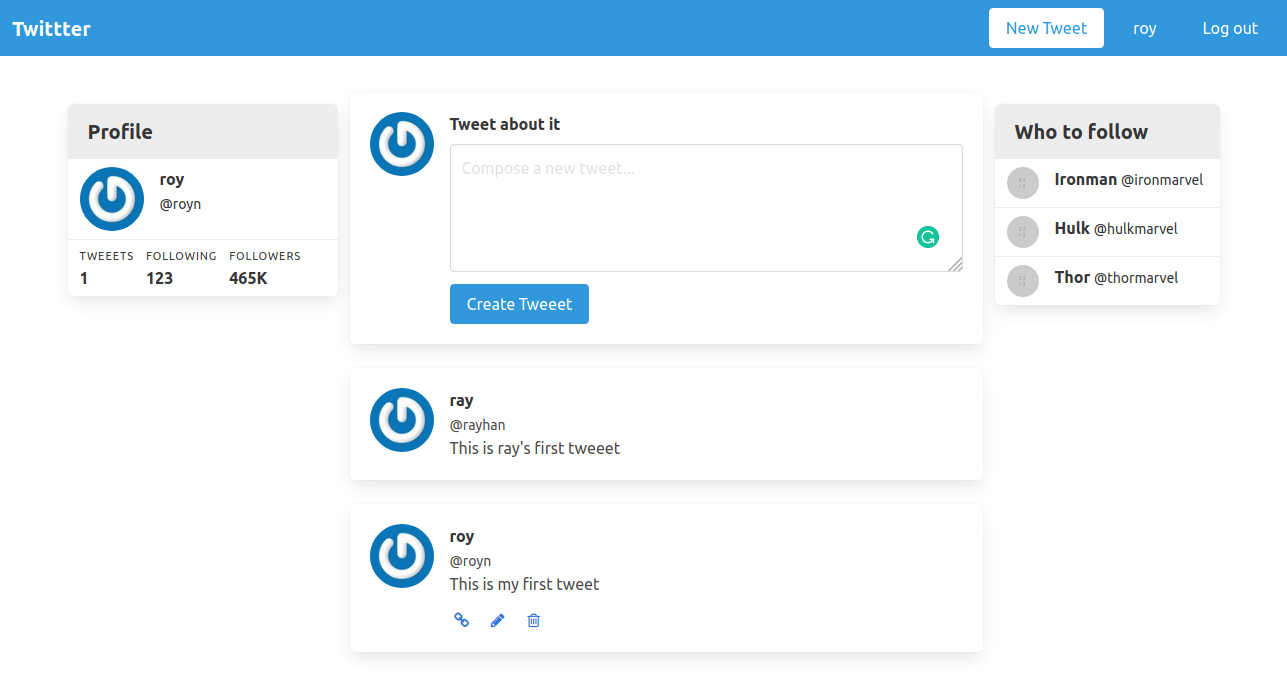 Twittter
New Tweet roy Log out
Profile
roy
@royn
TWEEETS FOLLOWING FOLLOWERS
1 123 465K
Tweet about it
Compose a new tweet...
Create Tweeet
ray
@rayhan
This is ray's first tweeet
roy
@royn
This is my first tweet
Who to follow
Ironman @ironmarvel
Hulk @hulkmarvel
Thor @thormarvel